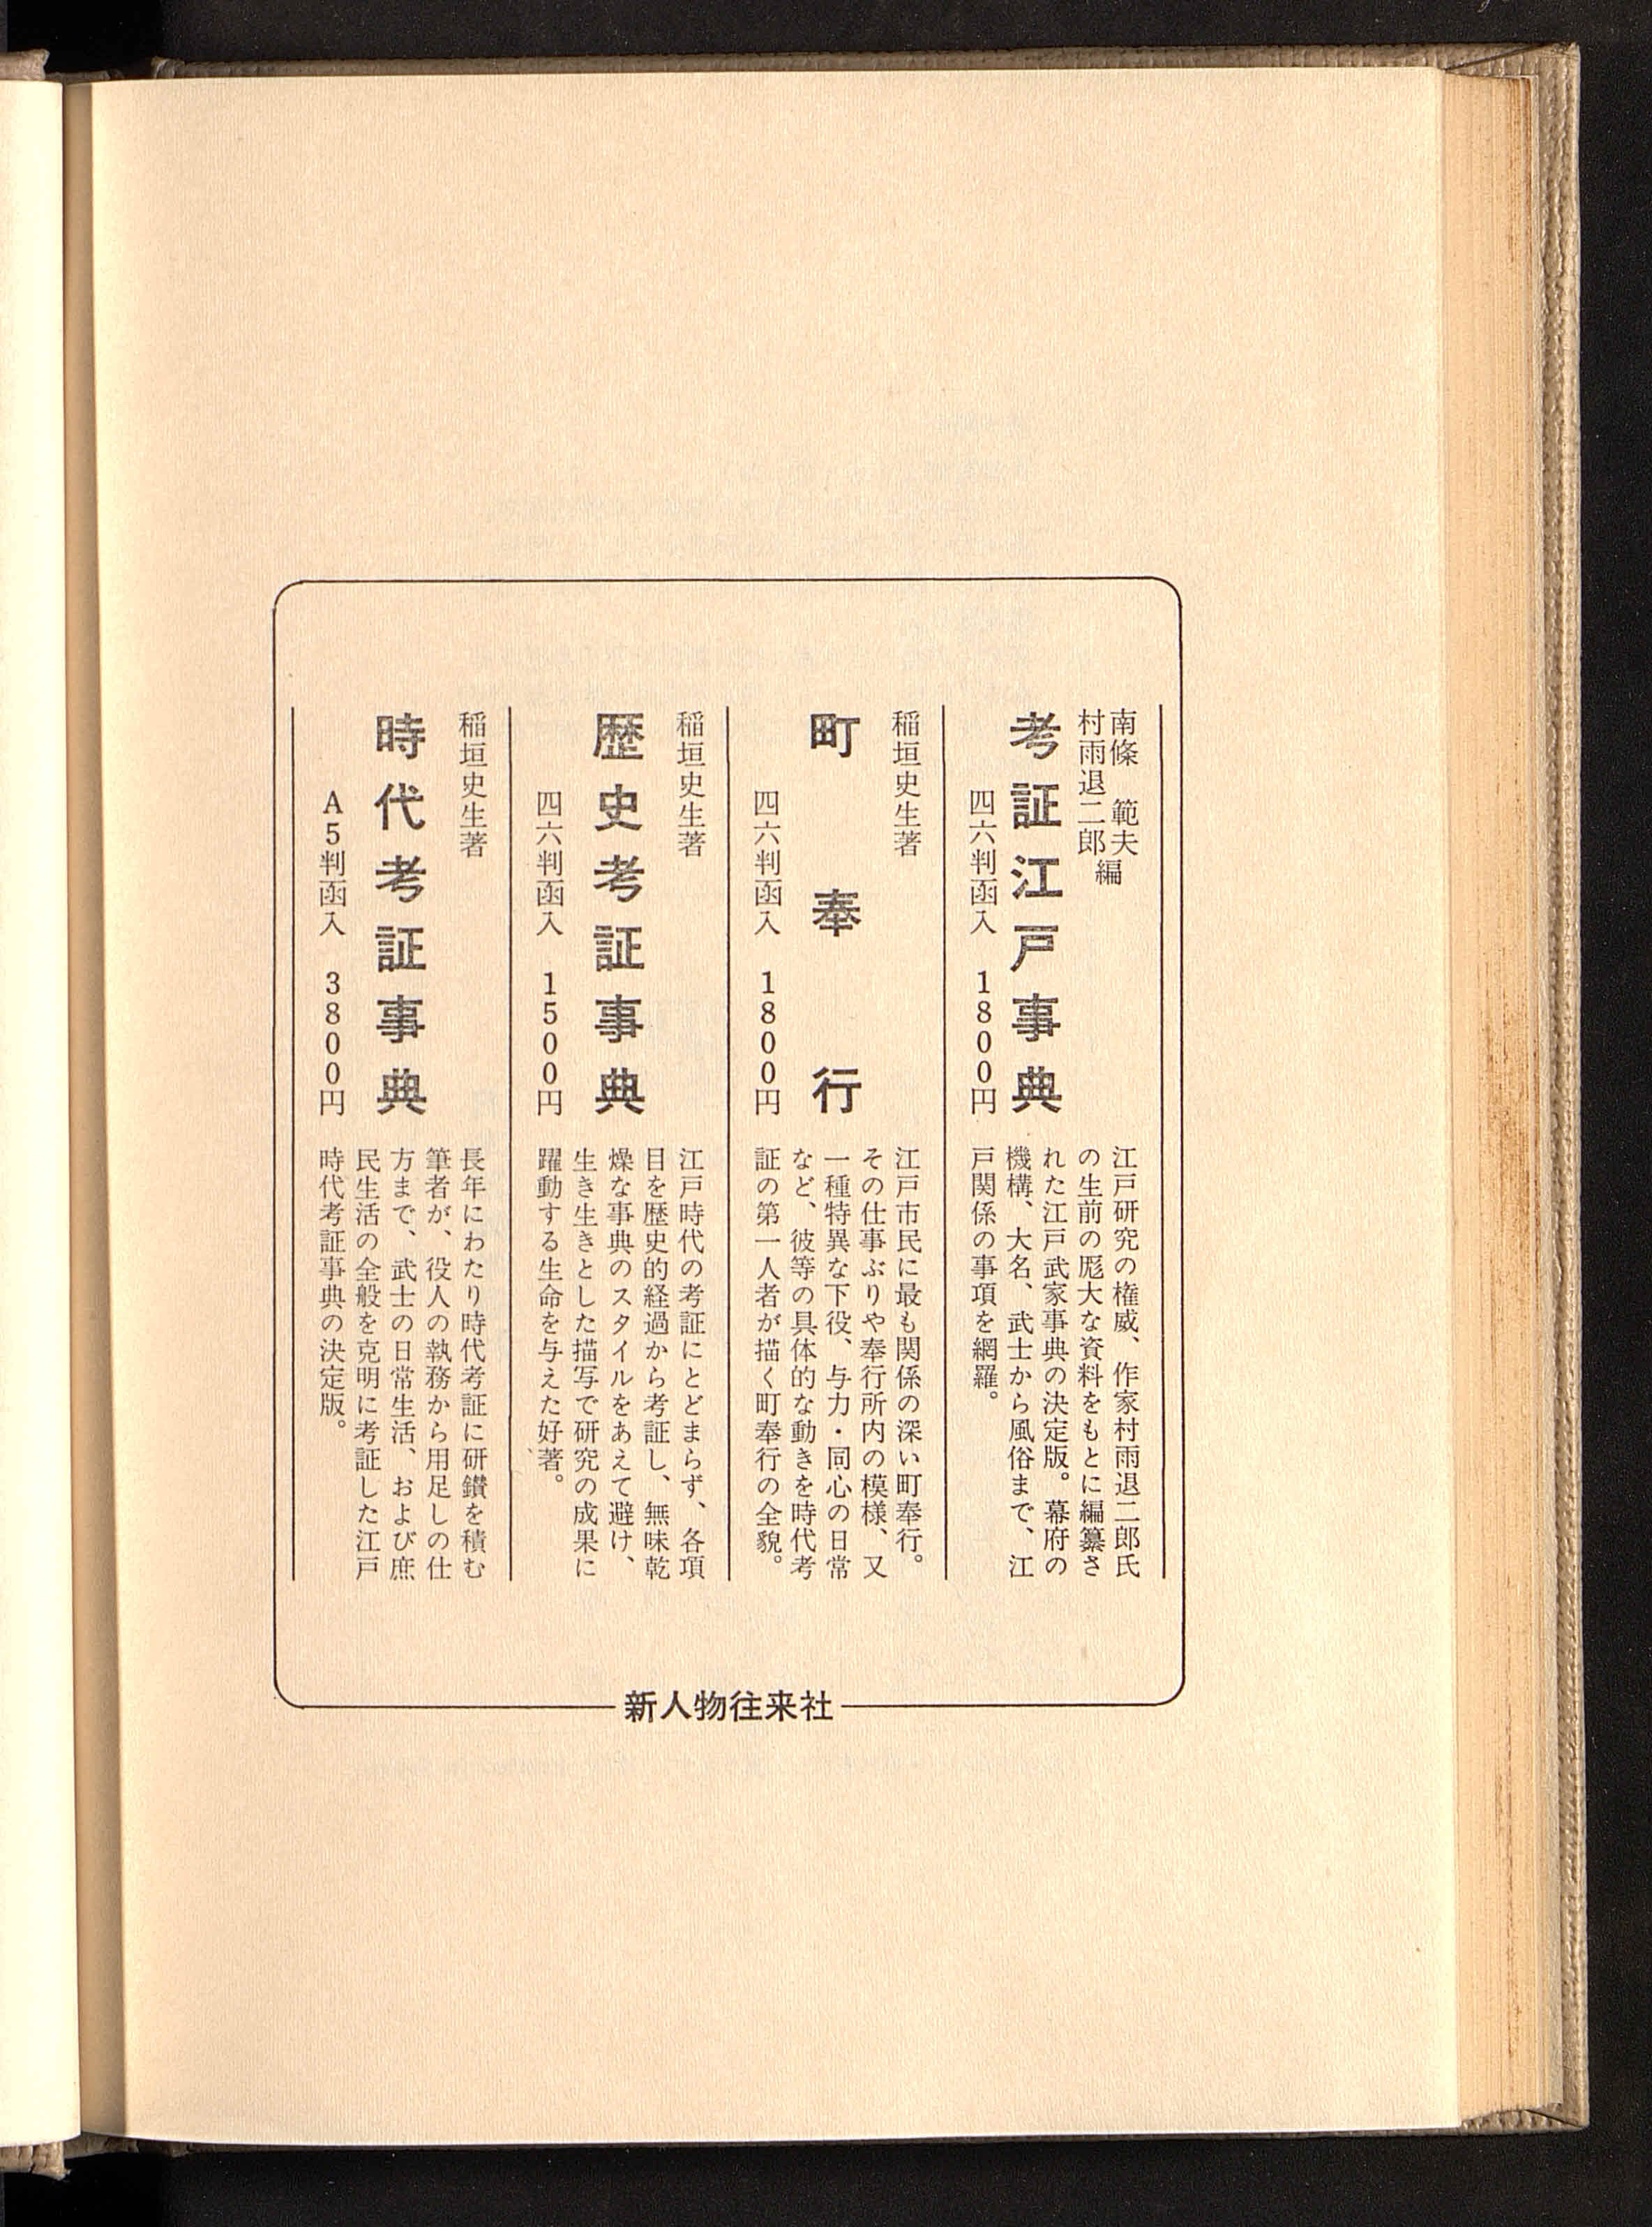 南條　範夫
村雨退二郎
編
考証江戸事典
四六判函入　1800円
江戸研究の権威、作家村雨退二郎氏
の生前の厖大な資料をもとに編纂さ
れた江戸武家事典の決定版。幕府の
機構、大名、武士から風俗まで、江
戸関係の事項を網羅。
稲垣史生著
町奉行
四六判函入　1800円
江戸市民に最も関係の深い町奉行。
その仕事ぶりや奉行所内の模様、又
一種特異な下役、与力・同心の日常
など、彼等の具体的な動きを時代考
証の第一人者が描く町奉行の全貌。
稲垣史生著
歴史考証事典
四六判函入　1500円
江戸時代の考証にとどまらず、各項
目を歴史的経過から考証し、無味乾
燥な事典のスタイルをあえて避け、
生き生きとした描写で研究の成果に
躍動する生命を与えた好著。
稲垣史生著
時代考証事典
A5判函入　3800円
長年にわたり時代考証に研鑚を積む
筆者が、役人の執務から用足しの仕
方まで、武士の日常生活、および庶
民生活の全般を克明に考証した江戸
時代考証事典の決定版。
新人物往来社